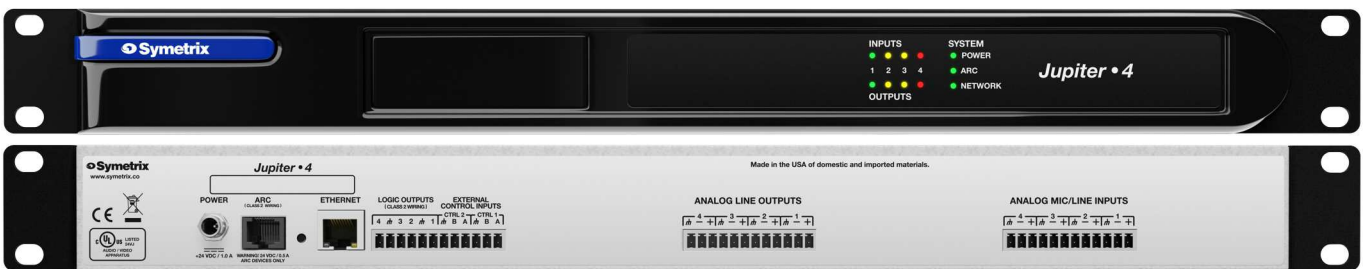 Symetrix
INPUTS
1 2 3 4
OUTPUTS
SYSTEM
POWER
ARC
NETWORK
Jupiter • 4
Symetrix
www.symetrix.co
Jupiter • 4
Made in the USA of domestic and imported materials.
CE
C UL US LISTED
AUDIO / VIDEO
APPARATUS
POWER
+24 VDC / 1.0 A
ARC
(CLASS 2 WIRING)
WARNING! 24 VDC / 0.5 A
ARC DEVICES ONLY
ETHERNET
LOGIC OUTPUTS
(CLASS 2 WIRING)
4 3 2 1
EXTERNAL
CONTROL INPUTS
CTRL 2 CTRL 1
B A B A
ANALOG LINE OUTPUTS
4 3 2 1
- + - + - + - +
ANALOG MIC/LINE INPUTS
4 3 2 1
- + - + - + - +